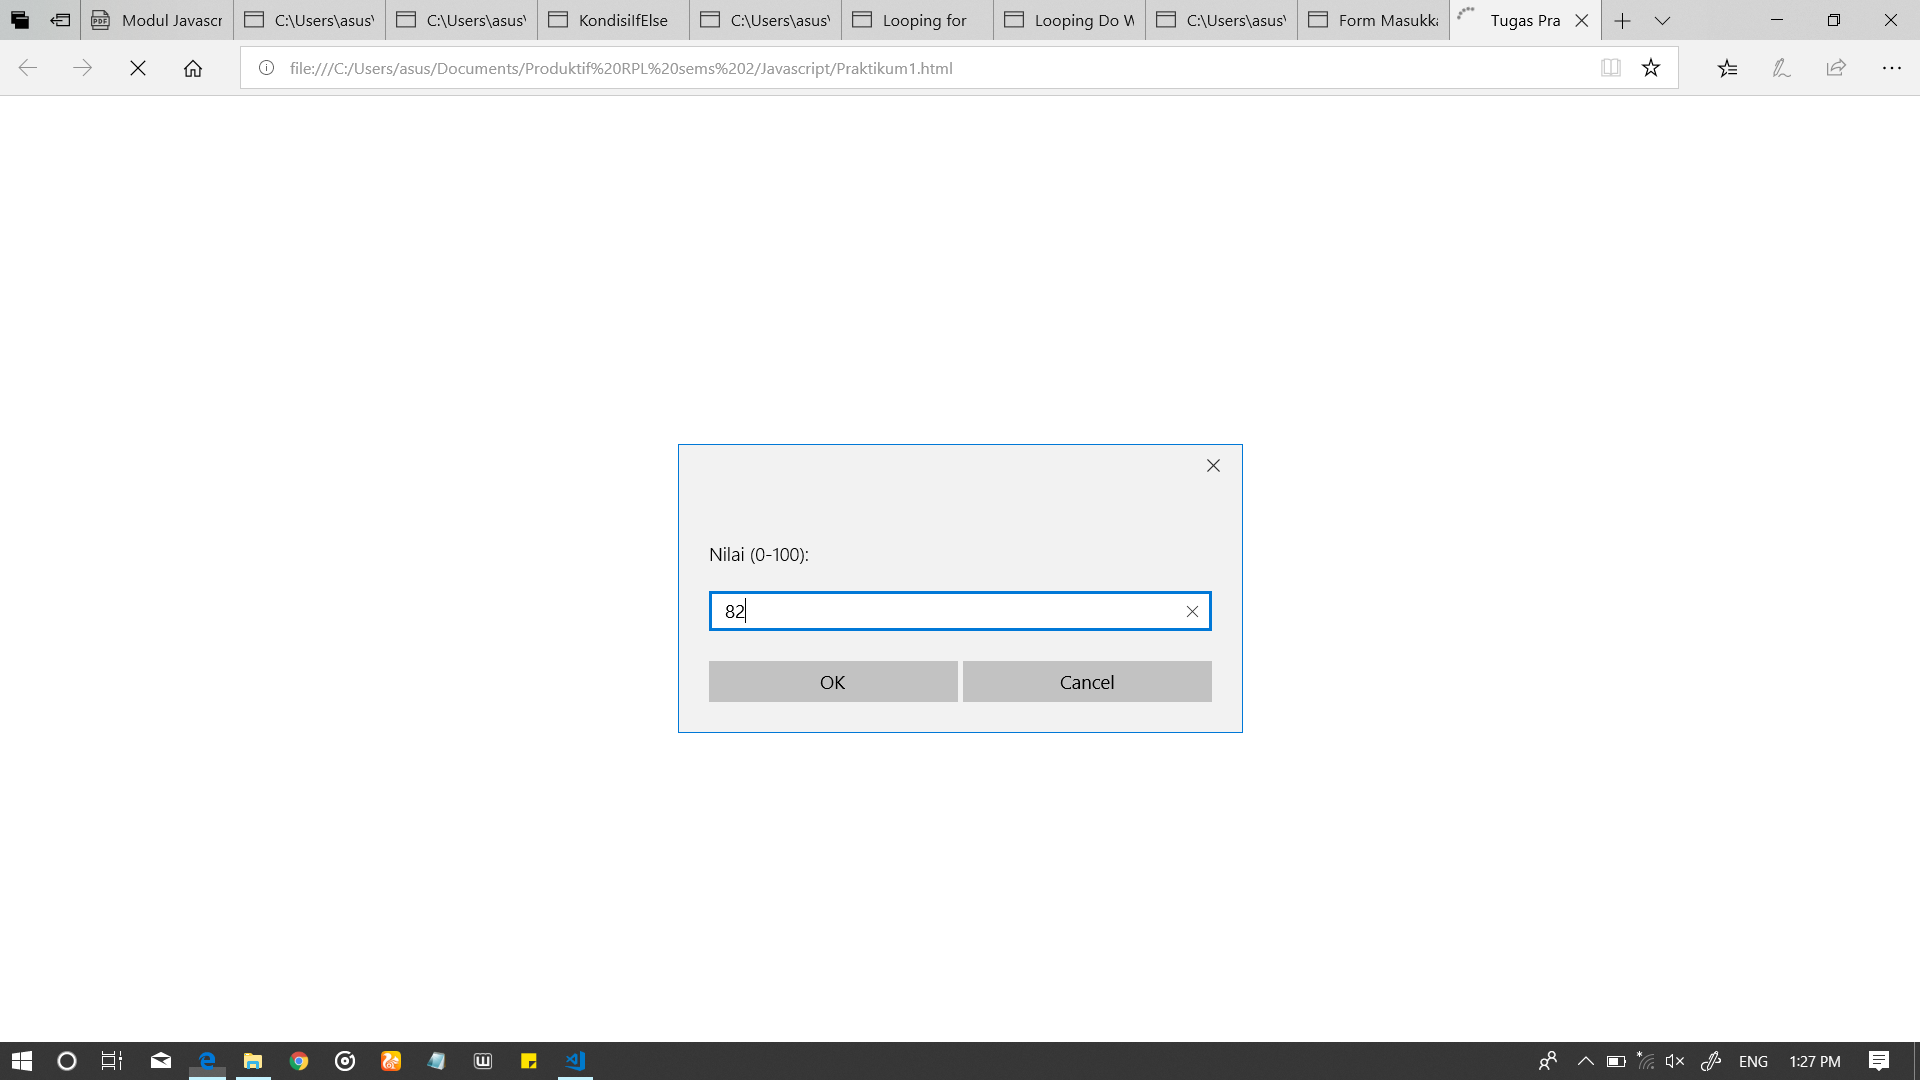 Modul Javascr
C:\Users\asus\
C:\Users\asus\
KondisiIfElse
C:\Users\asus\
Looping for
Looping Do W
C:\Users\asus\
Form Masukka
Tugas Pra
file:///C:/Users/asus/Documents/Produktif%20RPL%20sems%202/Javascript/Praktikum1.html
Nilai (0-100):
82
OK
Cancel
ENG
1:27 PM